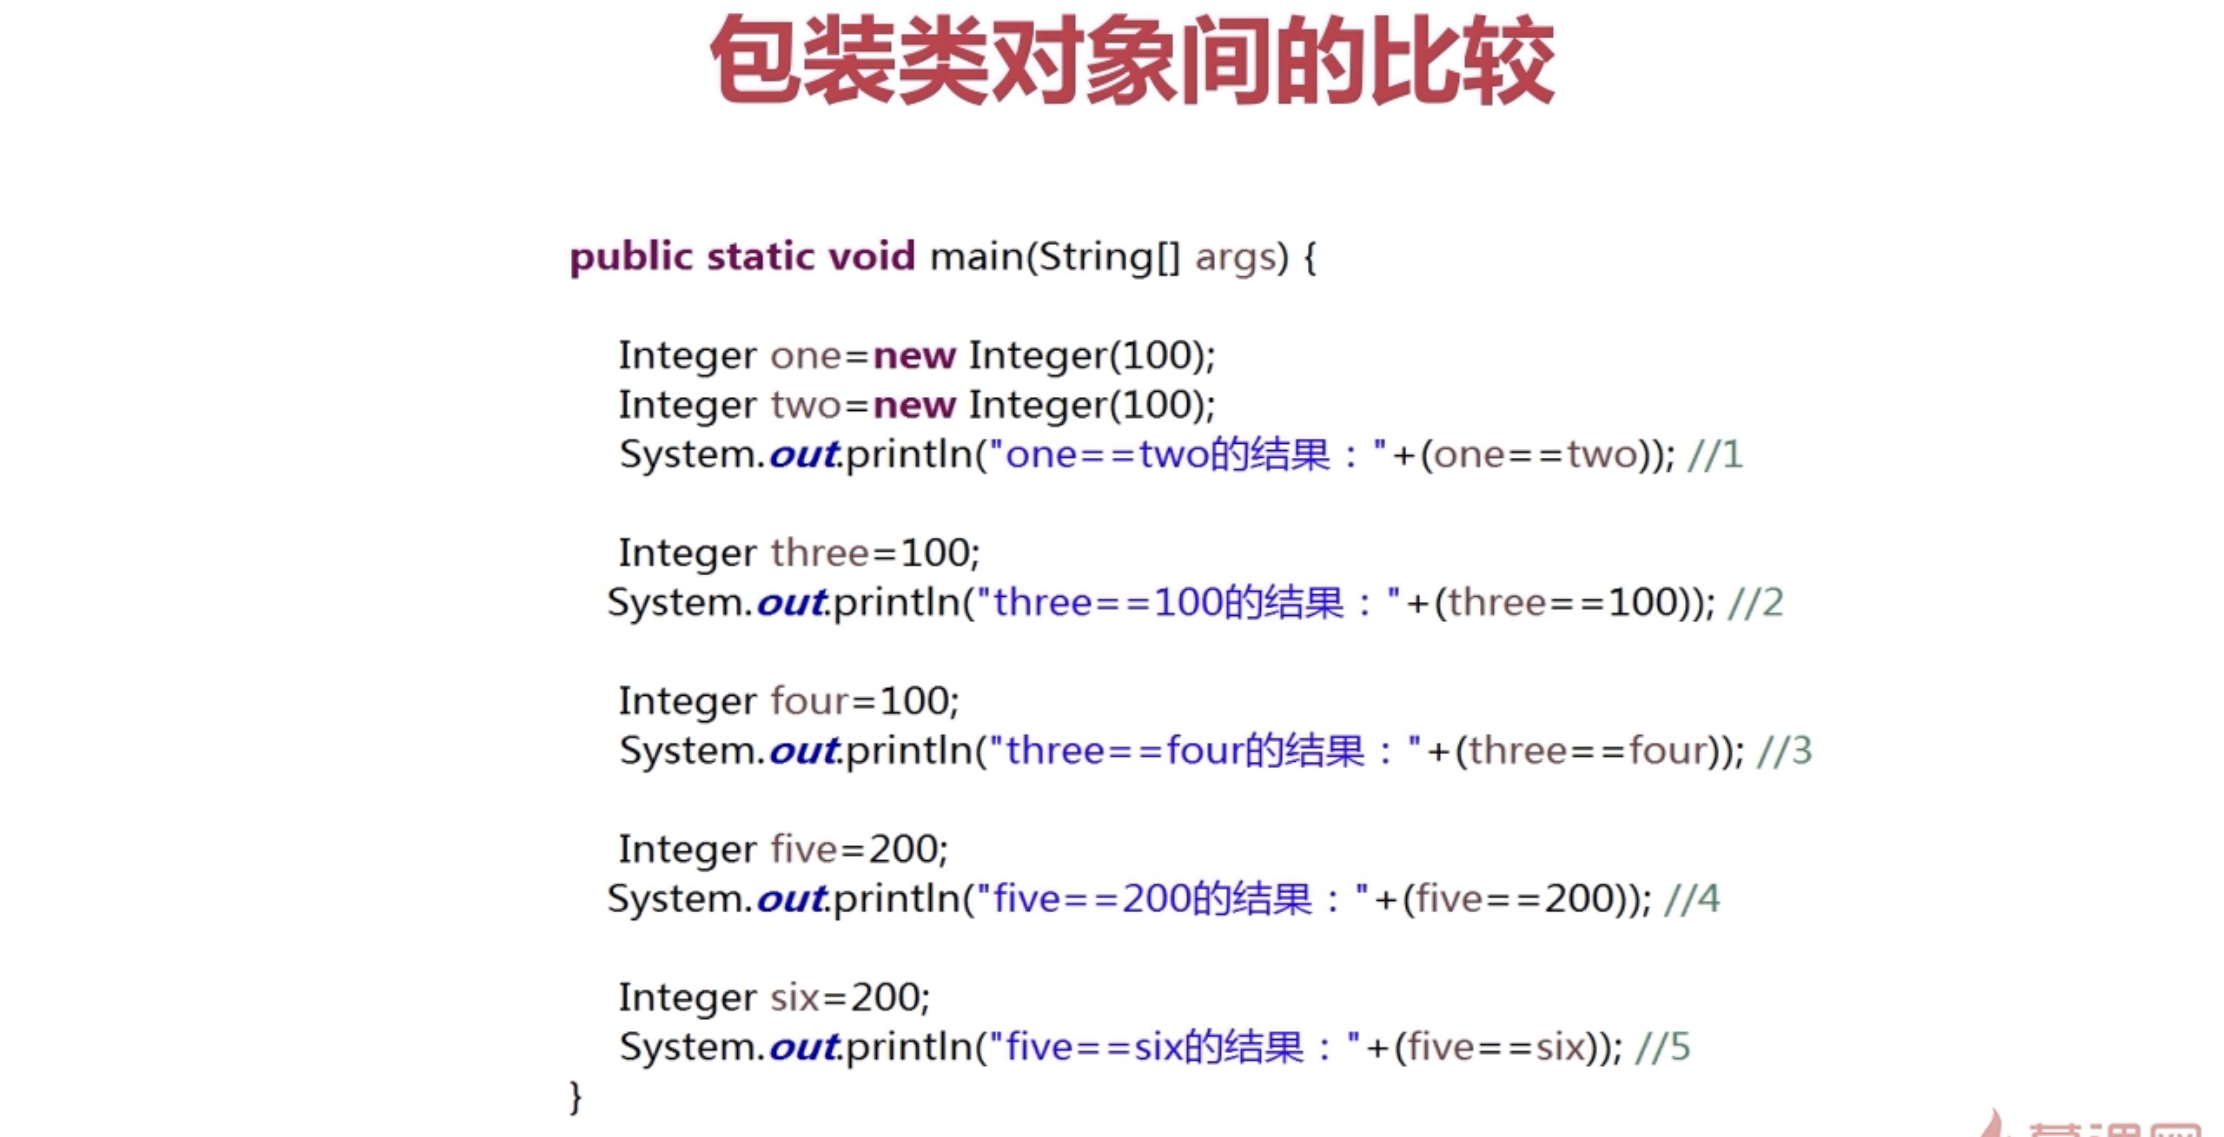 包装类对象间的比较
public static void main(String[] args) {
Integer one=new Integer(100);
Integer two=new Integer(100);
System.out.println("one==two的结果："+(one==two)); //1
Integer three=100;
System.out.println("three==100的结果："+(three==100)); //2
Integer four=100;
System.out.println("three==four的结果："+(three==four)); //3
Integer five=200;
System.out.println("five==200的结果："+(five==200)); //4
Integer six=200;
System.out.println("five==six的结果："+(five==six)); //5
}